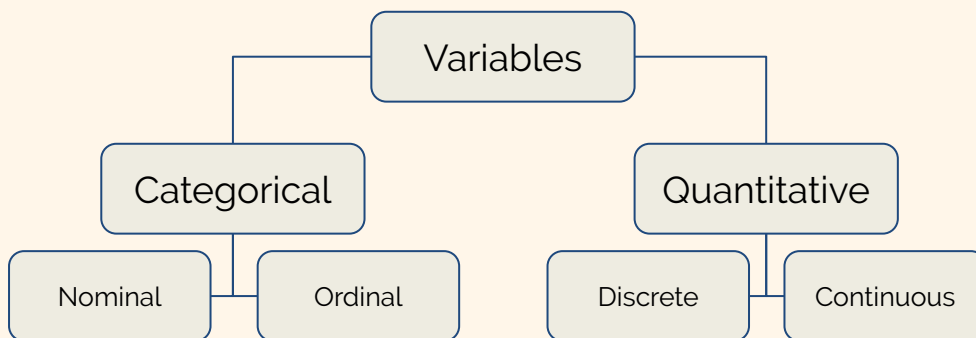 Variables
Categorical
Quantitative
Nominal
Ordinal
Discrete
Continuous